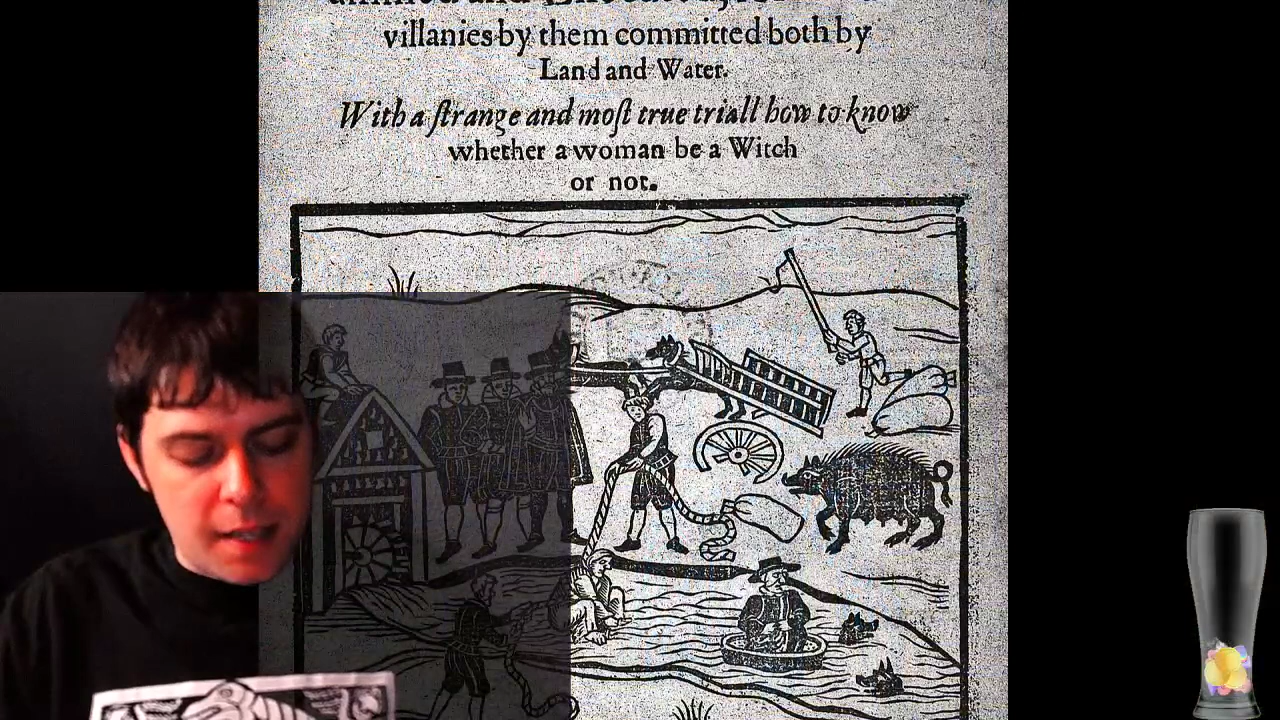 villanies by them committed both by
Land and Water.
With a ſtrange and moſt true triall how to know
whether a woman be a Witch
or not.